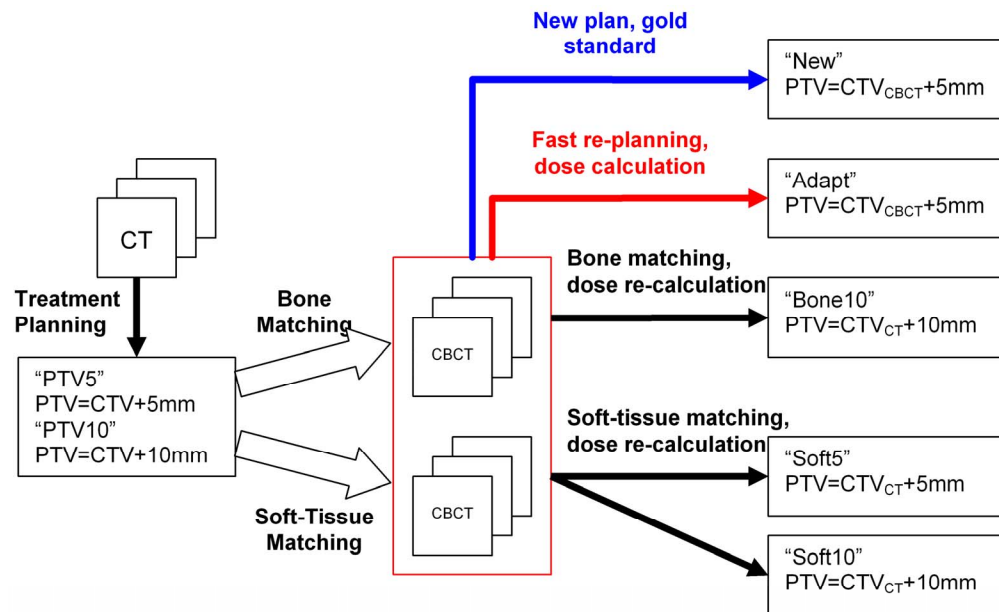 New plan, gold
standard
“New”
PTV=CTVCBCT+5mm
Fast re-planning,
dose calculation
“Adapt”
PTV=CTVCBCT+5mm
CT
Treatment
Planning
Bone
Matching
CBCT
Bone matching,
dose re-calculation
“Bone10”
PTV=CTVCT+10mm
“PTV5”
PTV=CTV+5mm
“PTV10”
PTV=CTV+10mm
Soft-Tissue
Matching
CBCT
Soft-tissue matching,
dose re-calculation
“Soft5”
PTV=CTVCT+5mm
“Soft10”
PTV=CTVCT+10mm